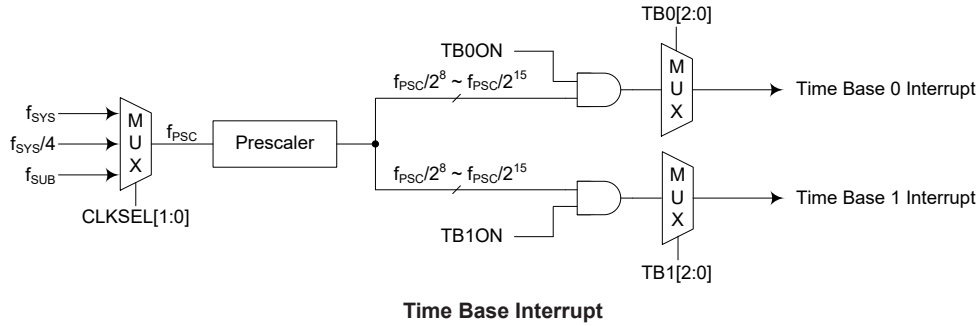 TB0[2:0]
TB0ON
f_PSC/2^8 ~ f_PSC/2^15
M
U
X
Time Base 0 Interrupt
f_SYS
f_SYS/4
f_SUB
M
U
X
f_PSC
Prescaler
CLKSEL[1:0]
f_PSC/2^8 ~ f_PSC/2^15
TB1ON
M
U
X
Time Base 1 Interrupt
TB1[2:0]
Time Base Interrupt